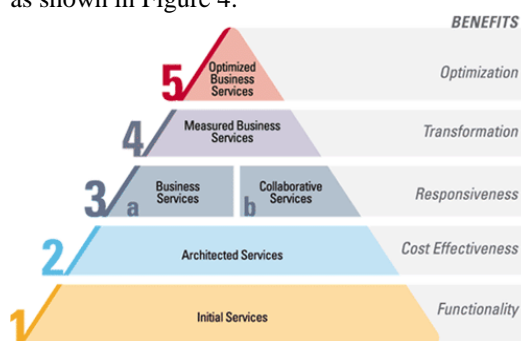 as shown in Figure 4.
BENEFITS
5
Optimized
Business
Services
Optimization
4
Measured Business
Services
Transformation
3
a
Business
Services
b
Collaborative
Services
Responsiveness
2
Architected Services
Cost Effectiveness
1
Initial Services
Functionality